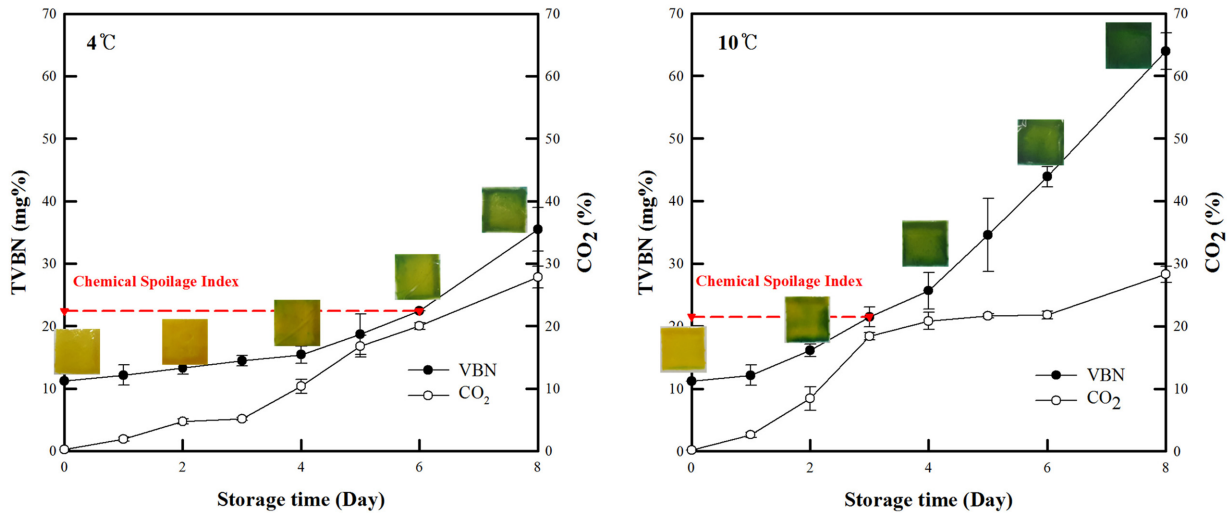 4℃
70
60
50
40
30
20
10
0
TVBN (mg%)
Chemical Spoilage Index
VBN
CO2
70
60
50
40
30
20
10
0
CO2 (%)
0 2 4 6 8
Storage time (Day)
10℃
70
60
50
40
30
20
10
0
TVBN (mg%)
Chemical Spoilage Index
VBN
CO2
70
60
50
40
30
20
10
0
CO2 (%)
0 2 4 6 8
Storage time (Day)